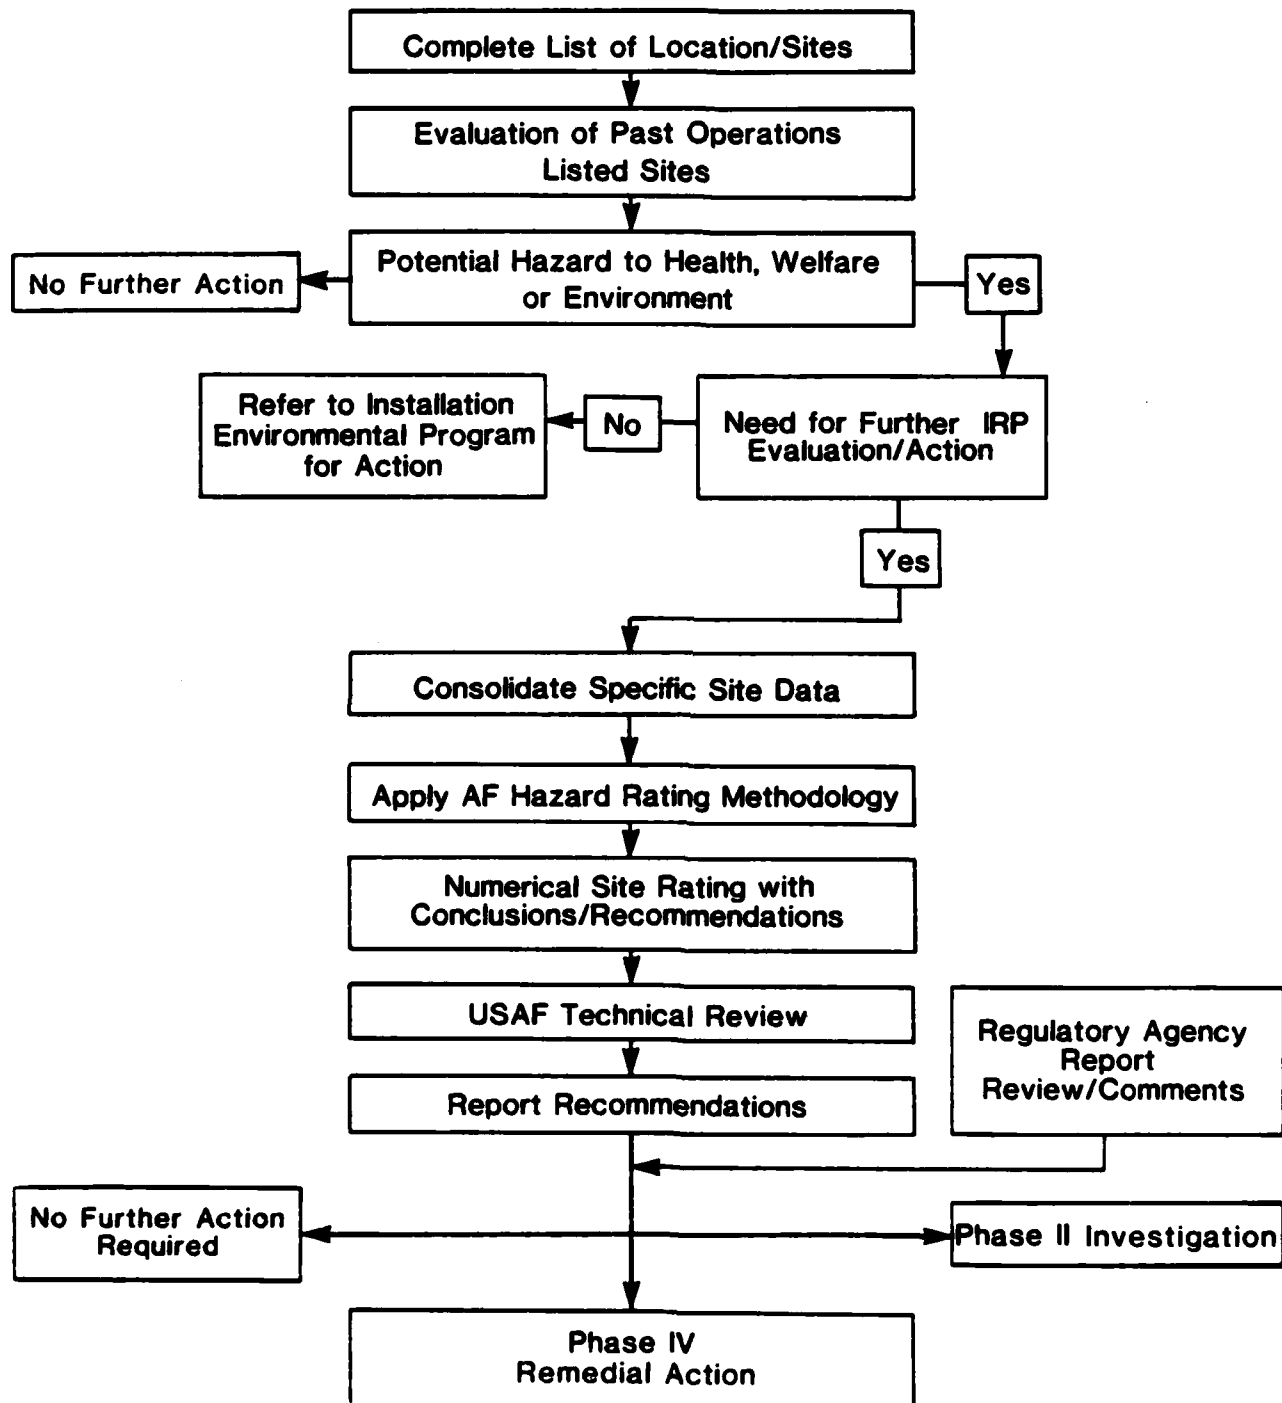 Complete List of Location/Sites
Evaluation of Past Operations
Listed Sites
Potential Hazard to Health, Welfare
or Environment
No Further Action
Yes
Refer to Installation
Environmental Program
for Action
No
Need for Further IRP
Evaluation/Action
Yes
Consolidate Specific Site Data
Apply AF Hazard Rating Methodology
Numerical Site Rating with
Conclusions/Recommendations
USAF Technical Review
Regulatory Agency
Report
Review/Comments
Report Recommendations
No Further Action
Required
Phase II Investigation
Phase IV
Remedial Action